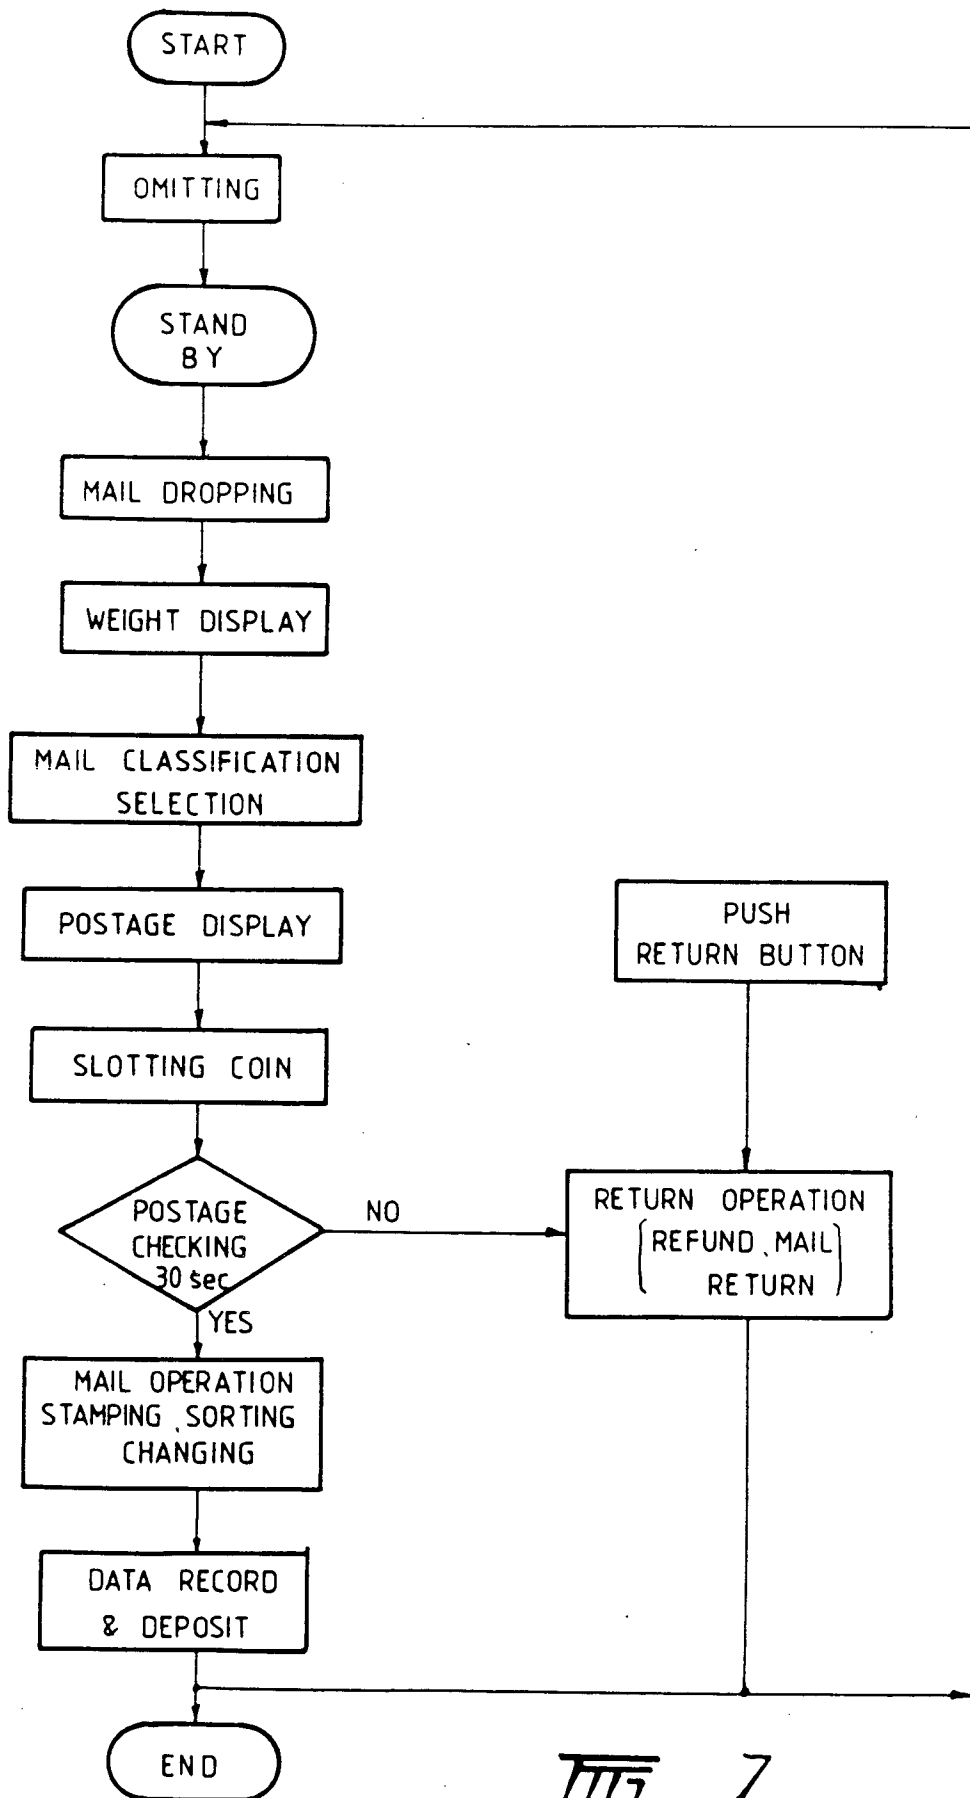 START
OMITTING
STAND
BY
MAIL DROPPING
WEIGHT DISPLAY
MAIL CLASSIFICATION
SELECTION
POSTAGE DISPLAY
SLOTTING COIN
POSTAGE
CHECKING
30 sec
NO
YES
PUSH
RETURN BUTTON
RETURN OPERATION
(REFUND, MAIL
RETURN)
MAIL OPERATION
STAMPING, SORTING
CHANGING
DATA RECORD
& DEPOSIT
END
FIG 7